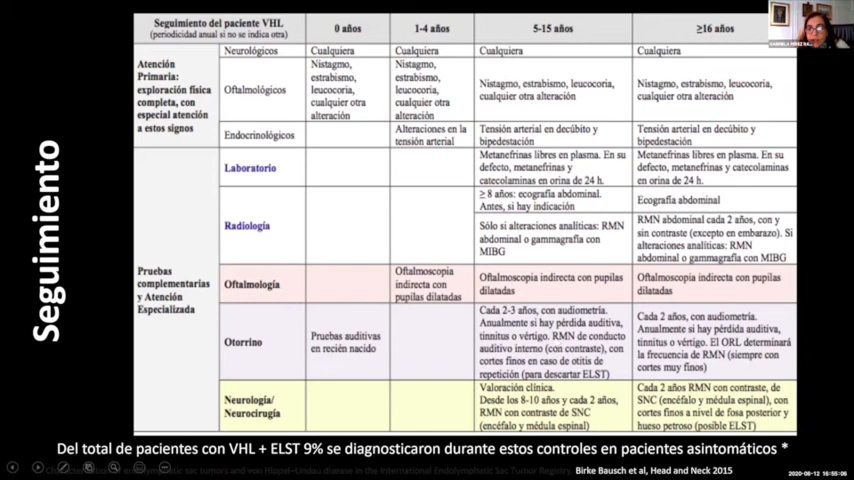 Seguimiento
Seguimiento del paciente VHL
(periodicidad anual si no se indica otra)
0 años
1-4 años
5-15 años
≥16 años
Atención
Primaria:
exploración física
completa, con
especial atención
a estos signos
Neurológicos
Cualquiera
Cualquiera
Cualquiera
Cualquiera
Oftalmológicos
Nistagmo,
estrabismo,
leucocoria,
cualquier otra
alteración
Nistagmo,
estrabismo,
leucocoria,
cualquier otra
alteración
Nistagmo, estrabismo, leucocoria,
cualquier otra alteración
Nistagmo, estrabismo, leucocoria,
cualquier otra alteración
Endocrinológicos
Alteraciones en la
tensión arterial
Tensión arterial en decúbito y
bipedestación
Tensión arterial en decúbito y
bipedestación
Pruebas
complementarias
y Atención
Especializada
Laboratorio
Metanefrinas libres en plasma. En su
defecto, metanefrinas y
catecolaminas en orina de 24 h.
Metanefrinas libres en plasma. En su
defecto, metanefrinas y catecolaminas
en orina de 24 h.
Radiología
≥ 8 años: ecografía abdominal.
Antes, si hay indicación
Ecografía abdominal
Sólo si alteraciones analíticas: RMN
abdominal o gammagrafía con
MIBG
RMN abdominal cada 2 años, con y
sin contraste (excepto en embarazo). Si
alteraciones analíticas: RMN
abdominal o gammagrafía con MIBG
Oftalmología
Oftalmoscopia
indirecta con
pupilas dilatadas
Oftalmoscopia indirecta con pupilas
dilatadas
Oftalmoscopia indirecta con pupilas
dilatadas
Otorrino
Pruebas auditivas
en recién nacido
Cada 2-3 años, con audiometría.
Anualmente si hay pérdida auditiva,
tinnitus o vértigo. RMN de conducto
auditivo interno (con contraste), con
cortes finos en caso de otitis de
repetición (para descartar ELST)
Cada 2 años, con audiometría.
Anualmente si hay pérdida auditiva,
tinnitus o vértigo. El ORL determinará
la frecuencia de RMN (siempre con
cortes muy finos)
Neurología/
Neurocirugía
Valoración clínica.
Desde los 8-10 años y cada 2 años,
RMN con contraste de SNC
(encéfalo y médula espinal)
Cada 2 años RMN con contraste, de
SNC (encéfalo y médula espinal), con
cortes finos a nivel de fosa posterior y
hueso petroso (posible ELST)
Del total de pacientes con VHL + ELST 9% se diagnosticaron durante estos controles en pacientes asintomáticos *
Birke Bausch et al, Head and Neck 2015
2020-08-12 16:55:06